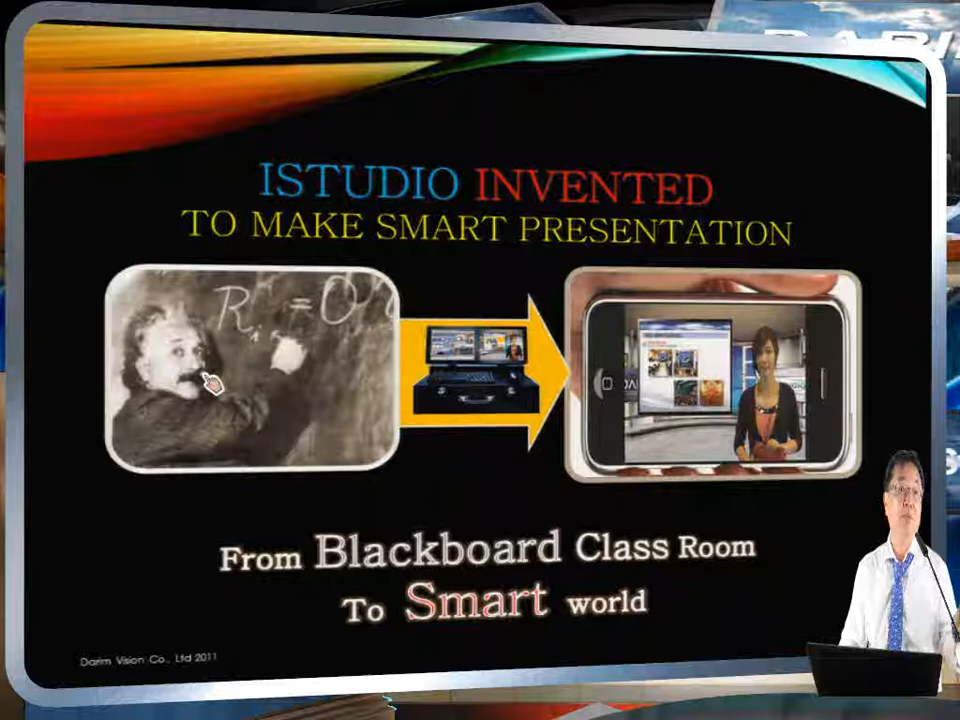 ISTUDIO INVENTED
TO MAKE SMART PRESENTATION
From Blackboard Class Room
To Smart world
Darim Vision Co., Ltd 2011